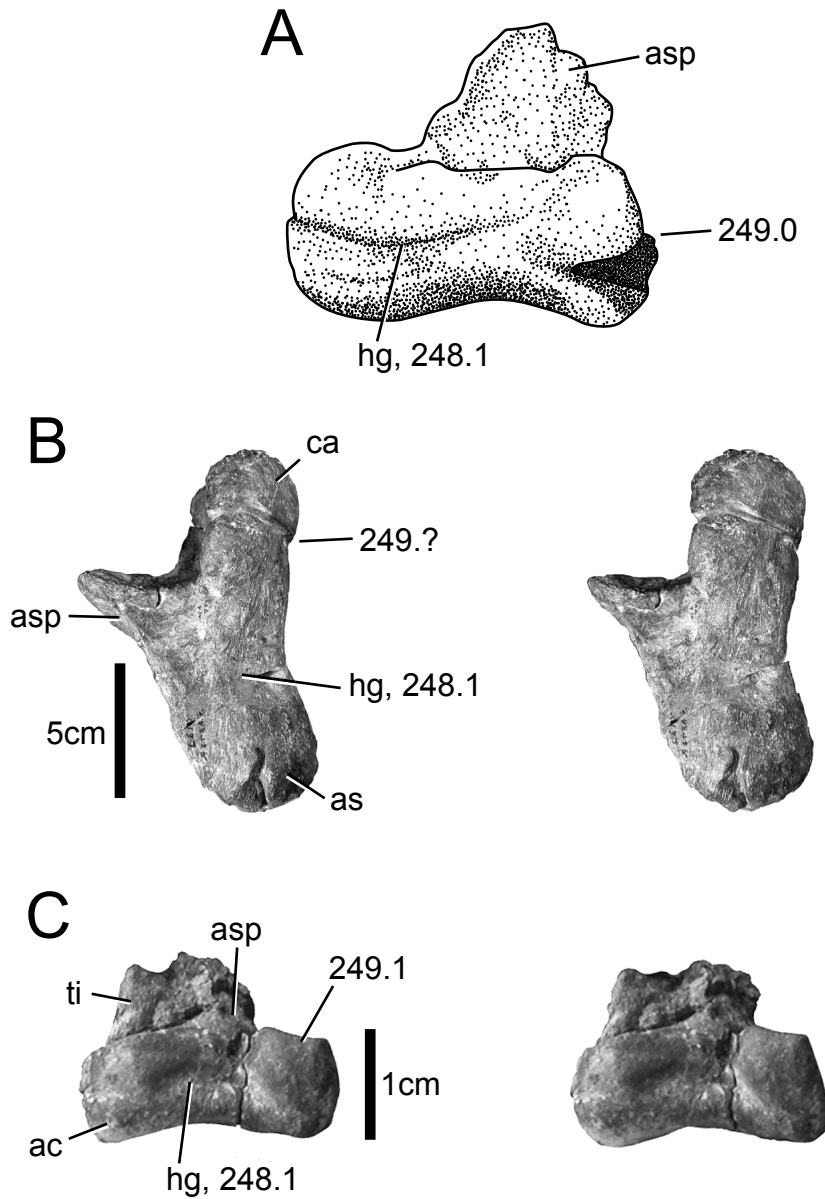 A
asp
249.0
hg, 248.1
B
ca
249.?
asp
hg, 248.1
5cm
as
C
asp
249.1
ti
1cm
ac
hg, 248.1